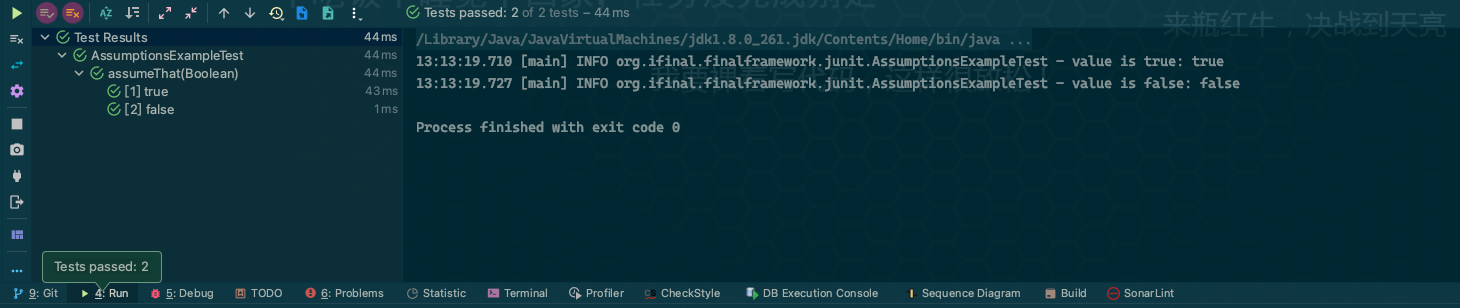 Tests passed: 2 of 2 tests – 44 ms
来瓶红牛，决战到天亮
Test Results 44 ms
AssumptionsExampleTest 44 ms
assumeThat(Boolean) 44 ms
[1] true 43 ms
[2] false 1 ms
/Library/Java/JavaVirtualMachines/jdk1.8.0_261.jdk/Contents/Home/bin/java ...
13:13:19.710 [main] INFO org.ifinal.finalframework.junit.AssumptionsExampleTest - value is true: true
13:13:19.727 [main] INFO org.ifinal.finalframework.junit.AssumptionsExampleTest - value is false: false
Process finished with exit code 0
Tests passed: 2
9: Git 4: Run 5: Debug TODO 6: Problems Statistic Terminal Profiler CheckStyle DB Execution Console Sequence Diagram Build SonarLint